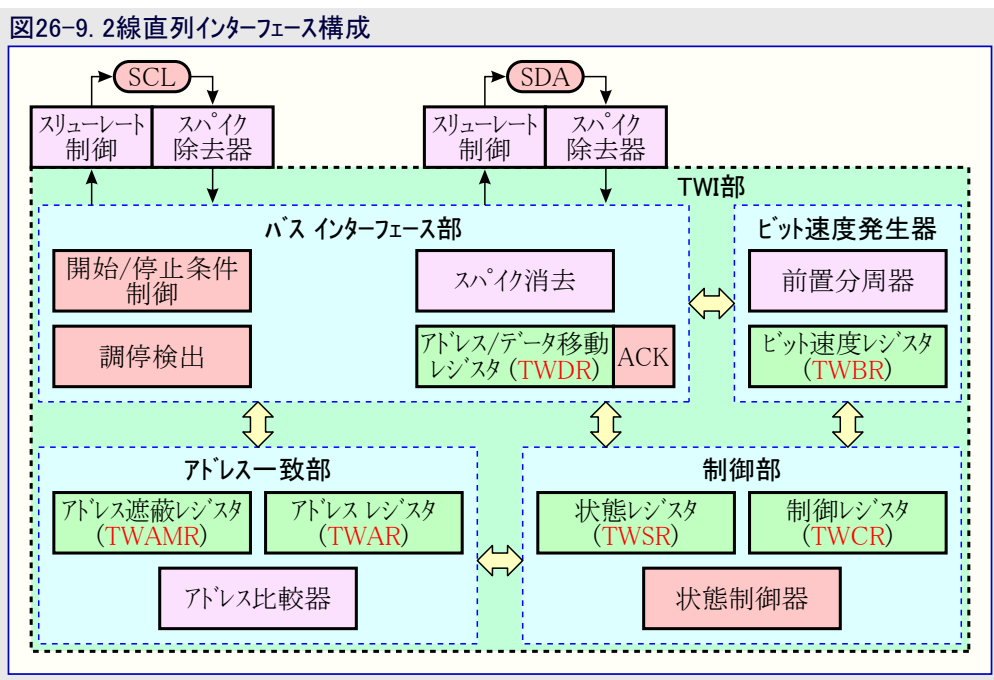 図26-9. 2線直列インターフェース構成
SCL
SDA
スリューレート
制御
スパイク
除去器
スリューレート
制御
スパイク
除去器
TWI部
バス インターフェース部
開始/停止条件
制御
スパイク消去
調停検出
アドレス/データ移動
レジスタ (TWDR)
ACK
ビット速度発生器
前置分周器
ビット速度レジスタ
(TWBR)
アドレス一致部
アドレス遮蔽レジスタ
(TWAMR)
アドレス レジスタ
(TWAR)
アドレス比較器
制御部
状態レジスタ
(TWSR)
制御レジスタ
(TWCR)
状態制御器